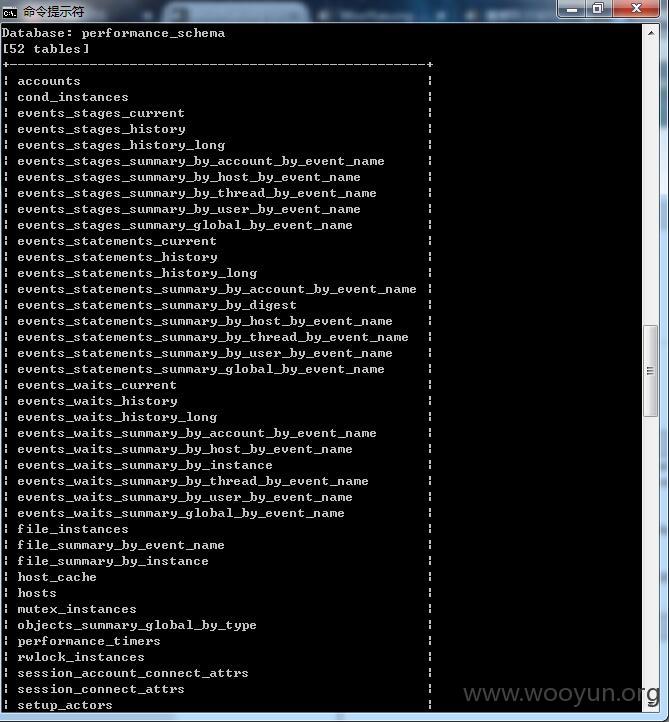 命令提示符
Database: performance_schema
[52 tables]
accounts
cond_instances
events_stages_current
events_stages_history
events_stages_history_long
events_stages_summary_by_account_by_event_name
events_stages_summary_by_host_by_event_name
events_stages_summary_by_thread_by_event_name
events_stages_summary_by_user_by_event_name
events_stages_summary_global_by_event_name
events_statements_current
events_statements_history
events_statements_history_long
events_statements_summary_by_account_by_event_name
events_statements_summary_by_digest
events_statements_summary_by_host_by_event_name
events_statements_summary_by_thread_by_event_name
events_statements_summary_by_user_by_event_name
events_statements_summary_global_by_event_name
events_waits_current
events_waits_history
events_waits_history_long
events_waits_summary_by_account_by_event_name
events_waits_summary_by_host_by_event_name
events_waits_summary_by_instance
events_waits_summary_by_thread_by_event_name
events_waits_summary_by_user_by_event_name
events_waits_summary_global_by_event_name
file_instances
file_summary_by_event_name
file_summary_by_instance
host_cache
hosts
mutex_instances
objects_summary_global_by_type
performance_timers
rwlock_instances
session_account_connect_attrs
session_connect_attrs
setup_actors
www.wooyun.org